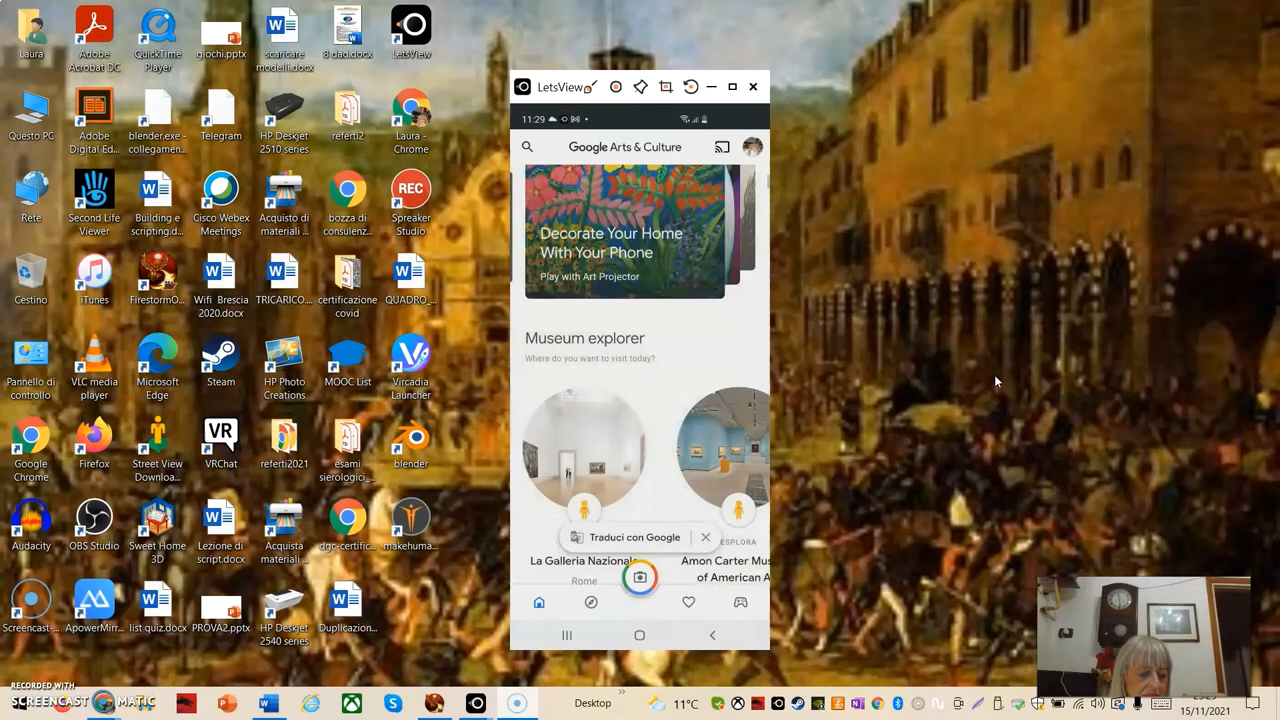 Laura
Adobe
Acrobat DC
QuickTime
Player
giochi.pptx
scaricare
modelli.docx
8 dad.docx
LetsView
Questo PC
Adobe
Digital Ed...
blender.exe -
collegamen...
Telegram
HP Deskjet
2510 series
referti2
Laura -
Chrome
Rete
Second Life
Viewer
Building e
scripting.d...
Cisco Webex
Meetings
Acquisto di
materiali ...
bozza di
consulenz...
REC
Spreaker
Studio
Cestino
iTunes
FirestormO...
Wifi Brescia
2020.docx
TRICARICO....
certificazione
covid
QUADRO_...
Pannello di
controllo
VLC media
player
Microsoft
Edge
Steam
HP Photo
Creations
MOOC List
Vircadia
Launcher
Google
Chrome
Firefox
Street View
Downloa...
VR
VRChat
referti2021
esami
sierologici_...
blender
Audacity
OBS Studio
Sweet Home
3D
Lezione di
script.docx
Acquista
materiali ...
dgc-certific...
makehuma...
Screencast-...
ApowerMirr...
list quiz.docx
PROVA2.pptx
HP Deskjet
2540 series
Duplicazion...
LetsView
11:29
Google Arts & Culture
Decorate Your Home
With Your Phone
Play with Art Projector
Museum explorer
Where do you want to visit today?
Traduci con Google
ESPLORA
La Galleria Nazionale
Rome
Amon Carter Mus
of American A
RECORDED WITH
SCREENCAST MATIC
Desktop
11°C
15/11/2021